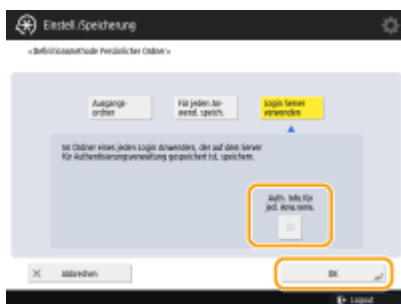 Einstell./Speicherung
<Definitionsmethode Persönlicher Ordner>
Ausgangs-
ordner
Für jeden An-
wend. speich.
Login Server
verwenden
Im Ordner eines jeden Login Anwenders, der auf dem Server
für Authentisierungsverwaltung gespeichert ist, speichern.
Auth. Info.für
jed. Anw.verw.
Abbrechen
OK
Logout